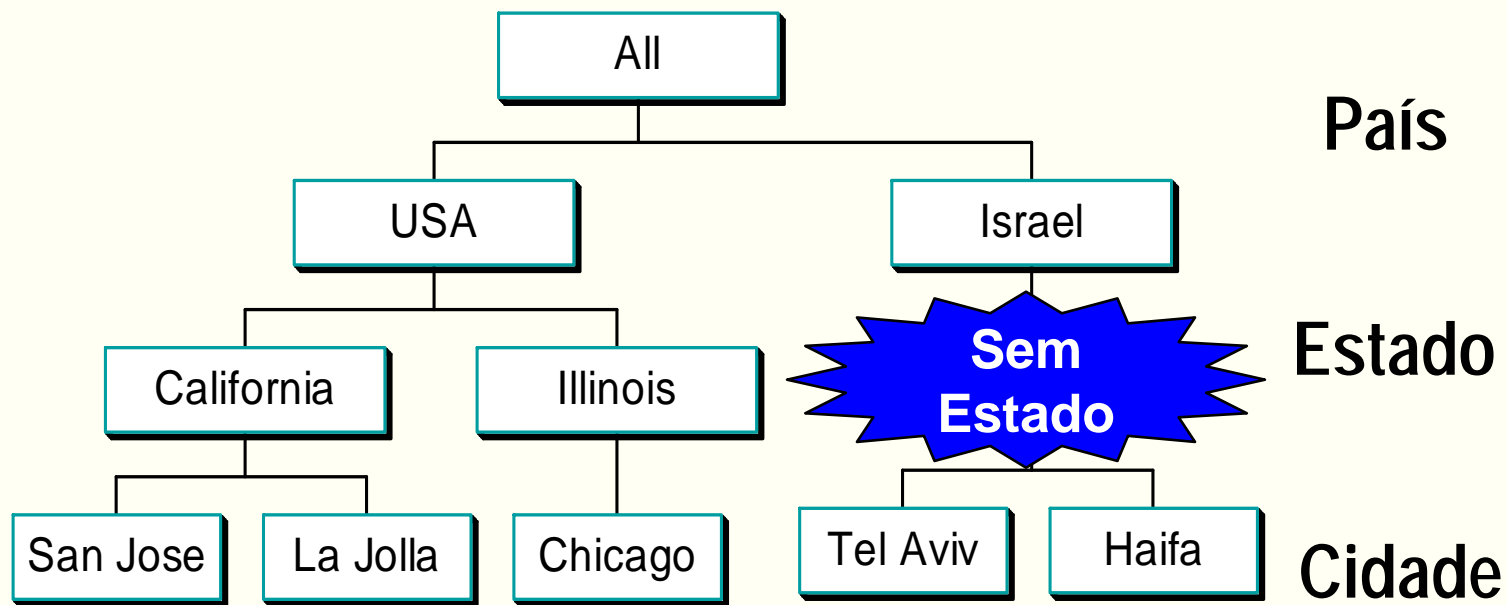 All
País
USA
Israel
Sem
Estado
Estado
California
Illinois
San Jose
La Jolla
Chicago
Tel Aviv
Haifa
Cidade